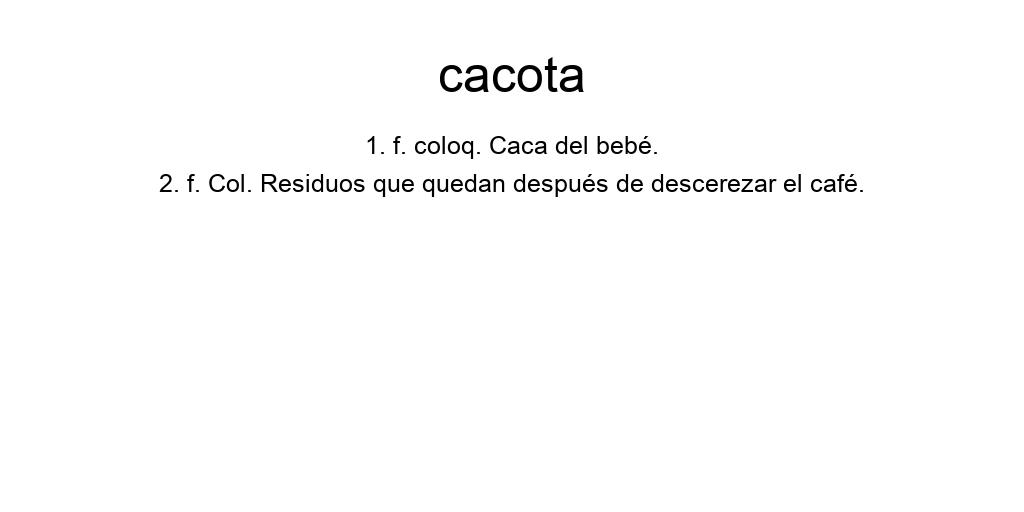 cacota
1. f. coloq. Caca del bebé.
2. f. Col. Residuos que quedan después de descerezar el café.